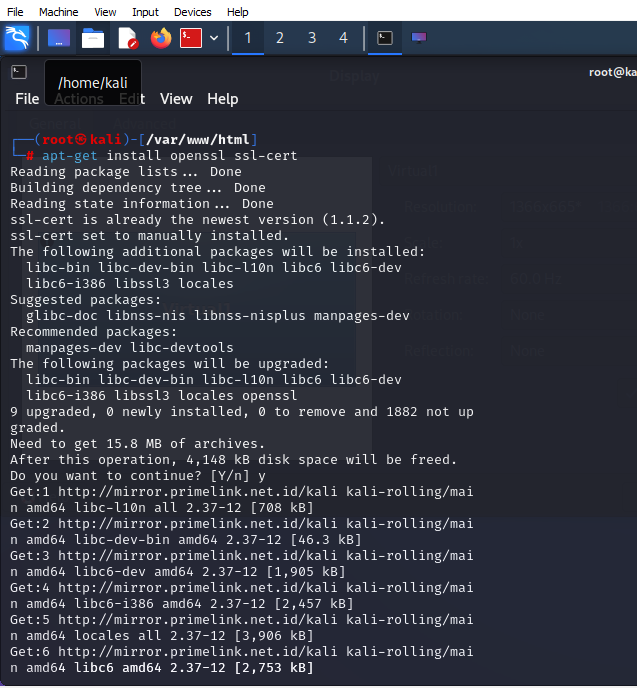 File Machine View Input Devices Help
1 2 3 4
/home/kali
root@ka
Display
File Actions Edit View Help
(root㉿kali)-[/var/www/html]
# apt-get install openssl ssl-cert
Reading package lists... Done
Building dependency tree... Done
Reading state information... Done
ssl-cert is already the newest version (1.1.2).
ssl-cert set to manually installed.
The following additional packages will be installed:
libc-bin libc-dev-bin libc-l10n libc6 libc6-dev
libc6-i386 libssl3 locales
Suggested packages:
glibc-doc libnss-nis libnss-nisplus manpages-dev
Recommended packages:
manpages-dev libc-devtools
The following packages will be upgraded:
libc-bin libc-dev-bin libc-l10n libc6 libc6-dev
libc6-i386 libssl3 locales openssl
9 upgraded, 0 newly installed, 0 to remove and 1882 not up
graded.
Need to get 15.8 MB of archives.
After this operation, 4,148 kB disk space will be freed.
Do you want to continue? [Y/n] y
Get:1 http://mirror.primelink.net.id/kali kali-rolling/mai
n amd64 libc-l10n all 2.37-12 [708 kB]
Get:2 http://mirror.primelink.net.id/kali kali-rolling/mai
n amd64 libc-dev-bin amd64 2.37-12 [46.3 kB]
Get:3 http://mirror.primelink.net.id/kali kali-rolling/mai
n amd64 libc6-dev amd64 2.37-12 [1,905 kB]
Get:4 http://mirror.primelink.net.id/kali kali-rolling/mai
n amd64 libc6-i386 amd64 2.37-12 [2,457 kB]
Get:5 http://mirror.primelink.net.id/kali kali-rolling/mai
n amd64 locales all 2.37-12 [3,906 kB]
Get:6 http://mirror.primelink.net.id/kali kali-rolling/mai
n amd64 libc6 amd64 2.37-12 [2,753 kB]